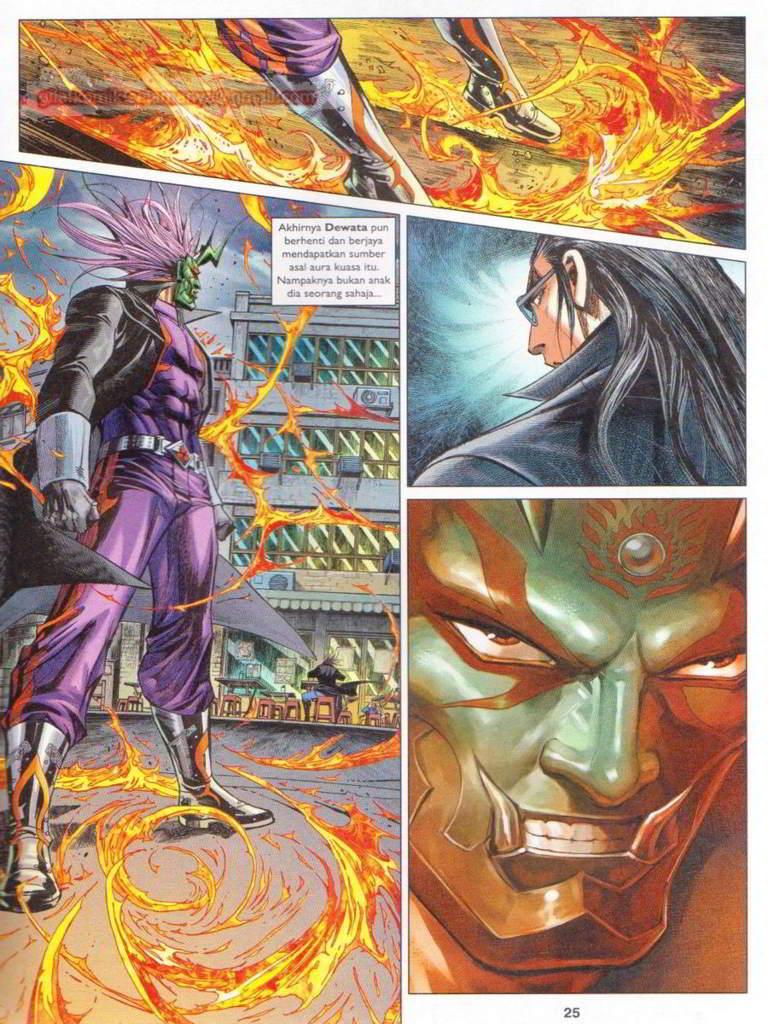 Akhirnya Dewata pun
berhenti dan berjaya
mendapatkan sumber
asal aura kuasa itu.
Nampaknya bukan anak
dia seorang sahaja...
25